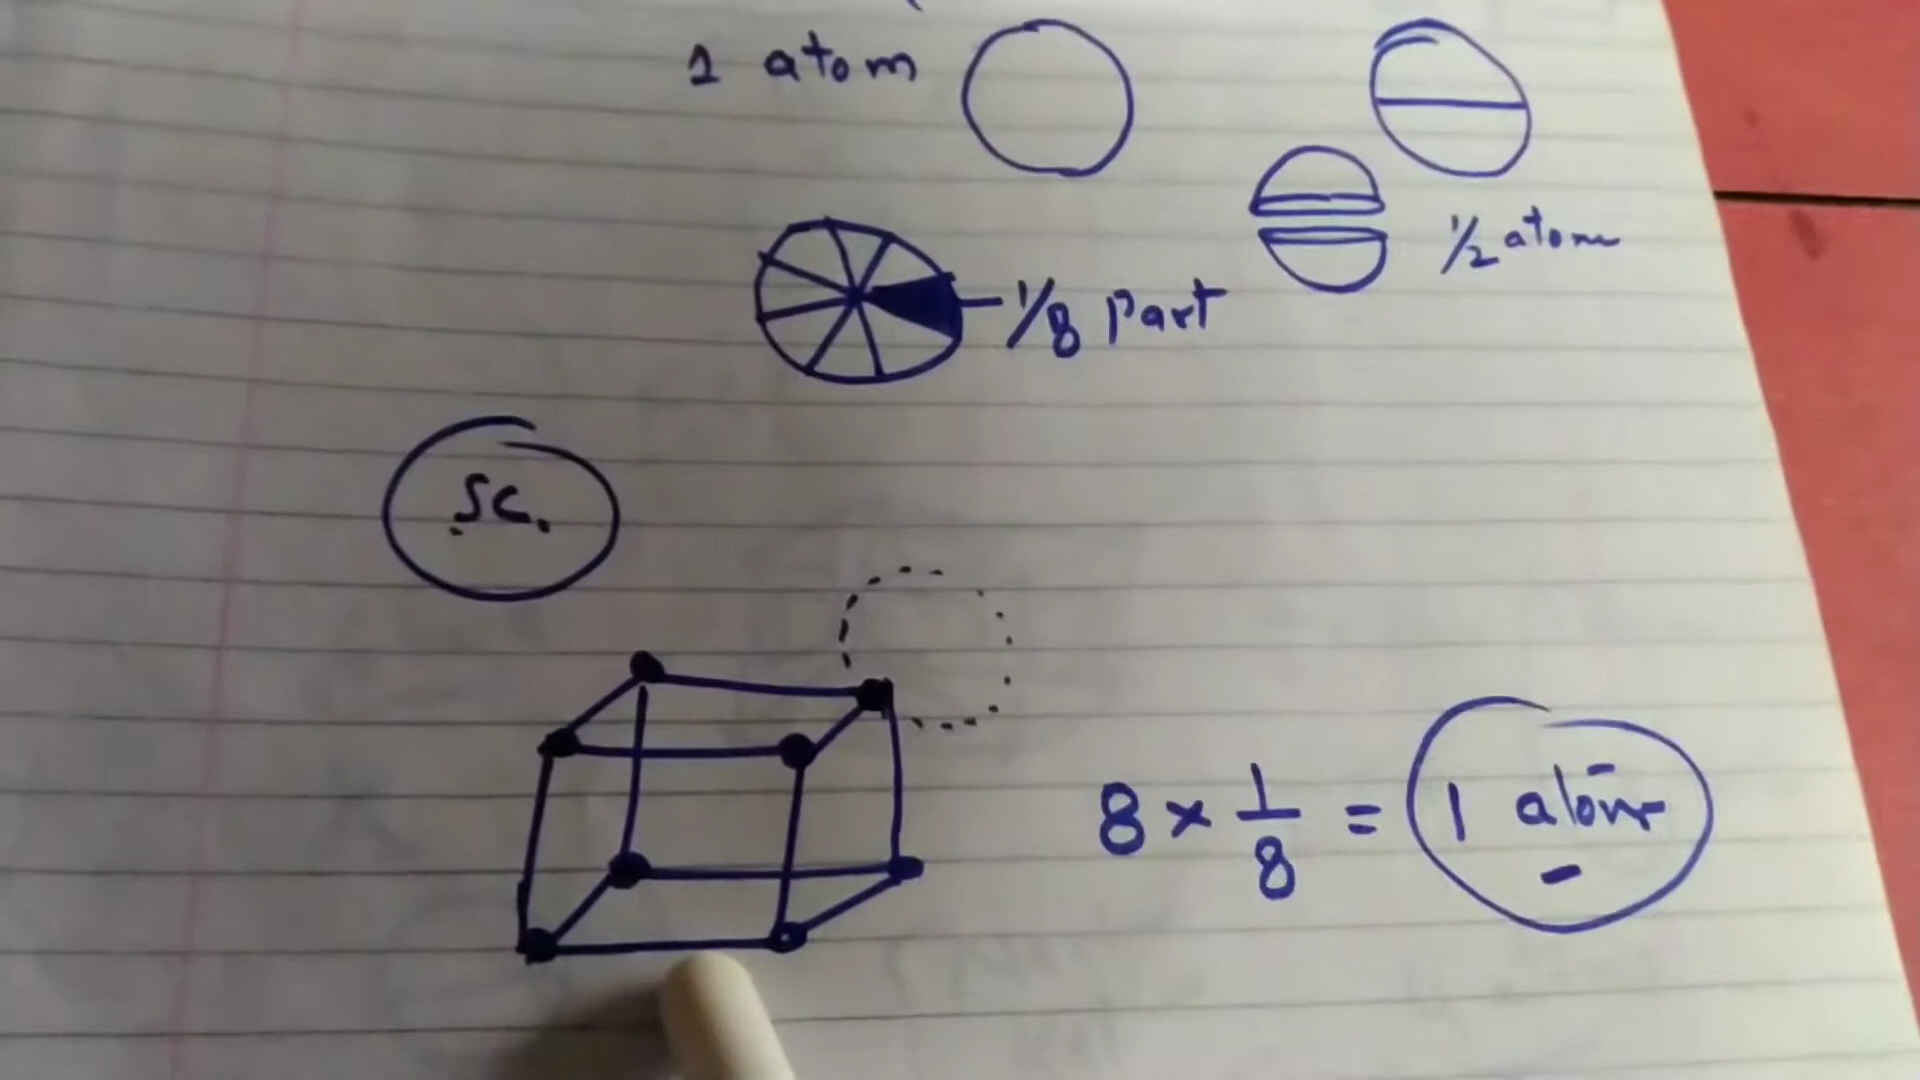 1 atom
1/2 atom
1/8 part
SC.
8 × 1/8 = 1 atom